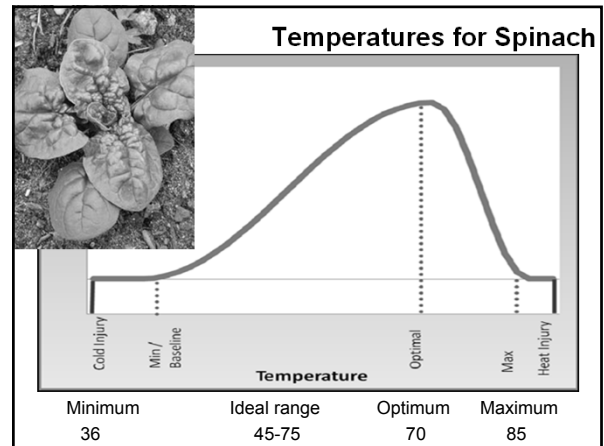 Temperatures for Spinach
Cold Injury
Min /
Baseline
Optimal
Max
Heat Injury
Temperature
Minimum Ideal range Optimum Maximum
36 45-75 70 85